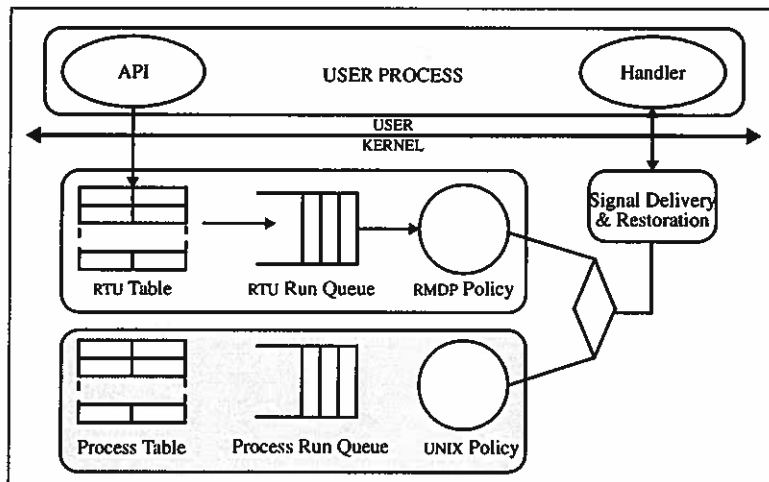 API
USER PROCESS
Handler
USER
KERNEL
Signal Delivery
& Restoration
RTU Table
RTU Run Queue
RMDP Policy
Process Table
Process Run Queue
UNIX Policy